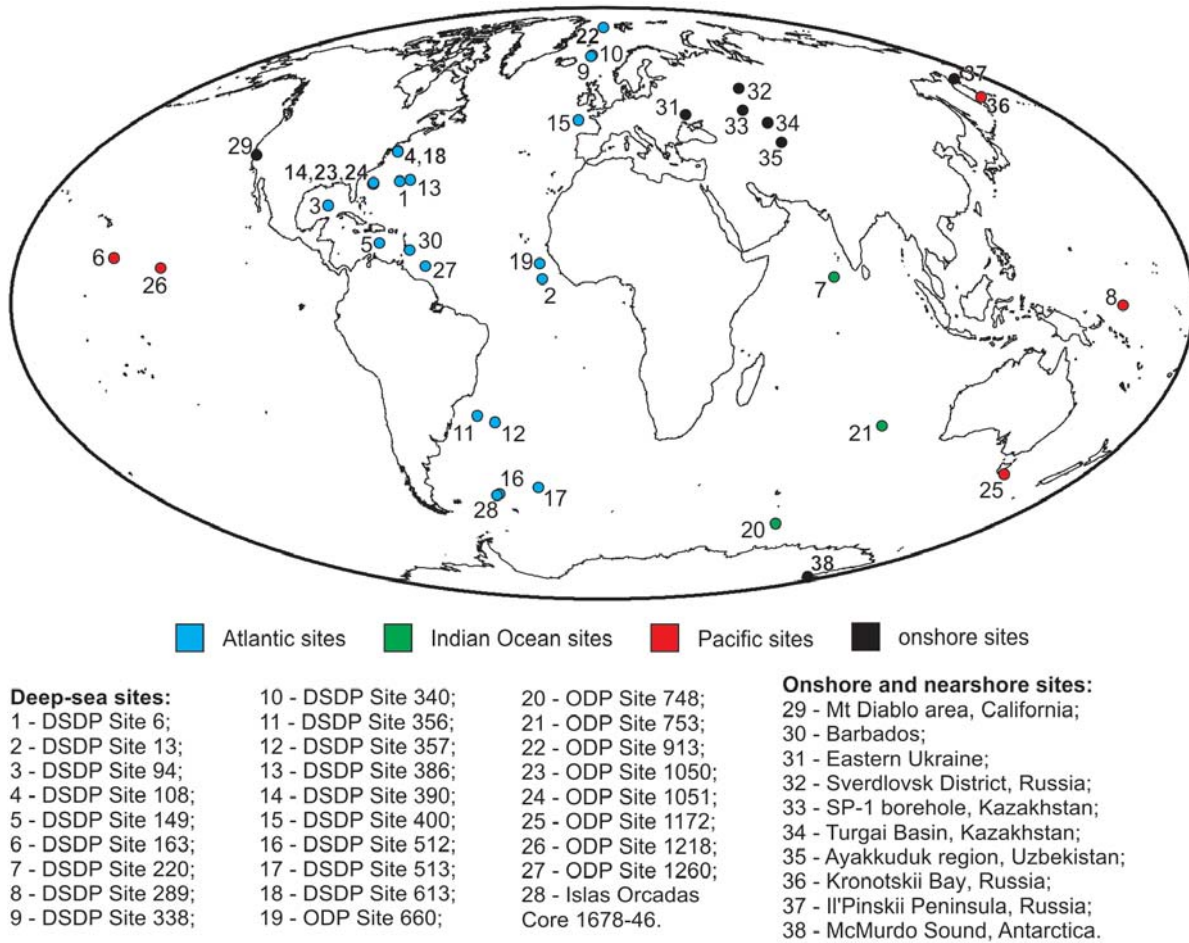 22
10
9
37
36
32
31
33
34
15
35
29
4,18
14,23,24
1
13
3
5
30
6
26
27
19
2
7
8
11
12
21
16
17
28
25
20
38
Atlantic sites
Indian Ocean sites
Pacific sites
onshore sites
Deep-sea sites:
1 - DSDP Site 6;
2 - DSDP Site 13;
3 - DSDP Site 94;
4 - DSDP Site 108;
5 - DSDP Site 149;
6 - DSDP Site 163;
7 - DSDP Site 220;
8 - DSDP Site 289;
9 - DSDP Site 338;
10 - DSDP Site 340;
11 - DSDP Site 356;
12 - DSDP Site 357;
13 - DSDP Site 386;
14 - DSDP Site 390;
15 - DSDP Site 400;
16 - DSDP Site 512;
17 - DSDP Site 513;
18 - DSDP Site 613;
19 - ODP Site 660;
20 - ODP Site 748;
21 - ODP Site 753;
22 - ODP Site 913;
23 - ODP Site 1050;
24 - ODP Site 1051;
25 - ODP Site 1172;
26 - ODP Site 1218;
27 - ODP Site 1260;
28 - Islas Orcadas
Core 1678-46.
Onshore and nearshore sites:
29 - Mt Diablo area, California;
30 - Barbados;
31 - Eastern Ukraine;
32 - Sverdlovsk District, Russia;
33 - SP-1 borehole, Kazakhstan;
34 - Turgai Basin, Kazakhstan;
35 - Ayakkuduk region, Uzbekistan;
36 - Kronotskii Bay, Russia;
37 - Il'Pinskii Peninsula, Russia;
38 - McMurdo Sound, Antarctica.